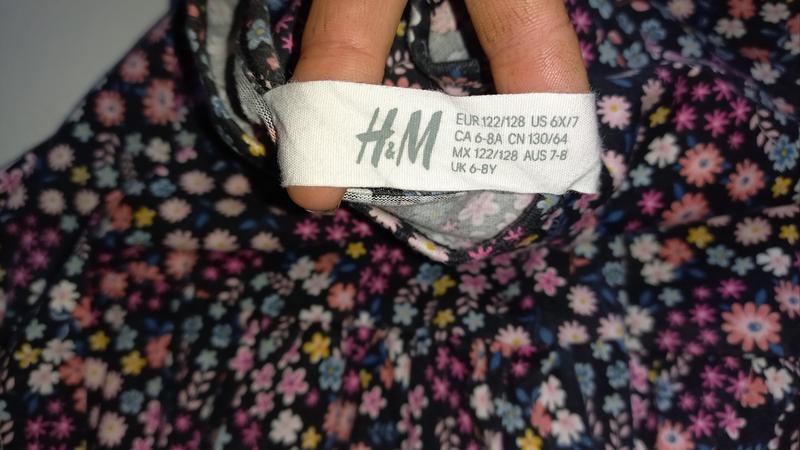 H&M
EUR 122/128 US 6X/7
CA 6-8A CN 130/64
MX 122/128 AUS 7-8
UK 6-8Y